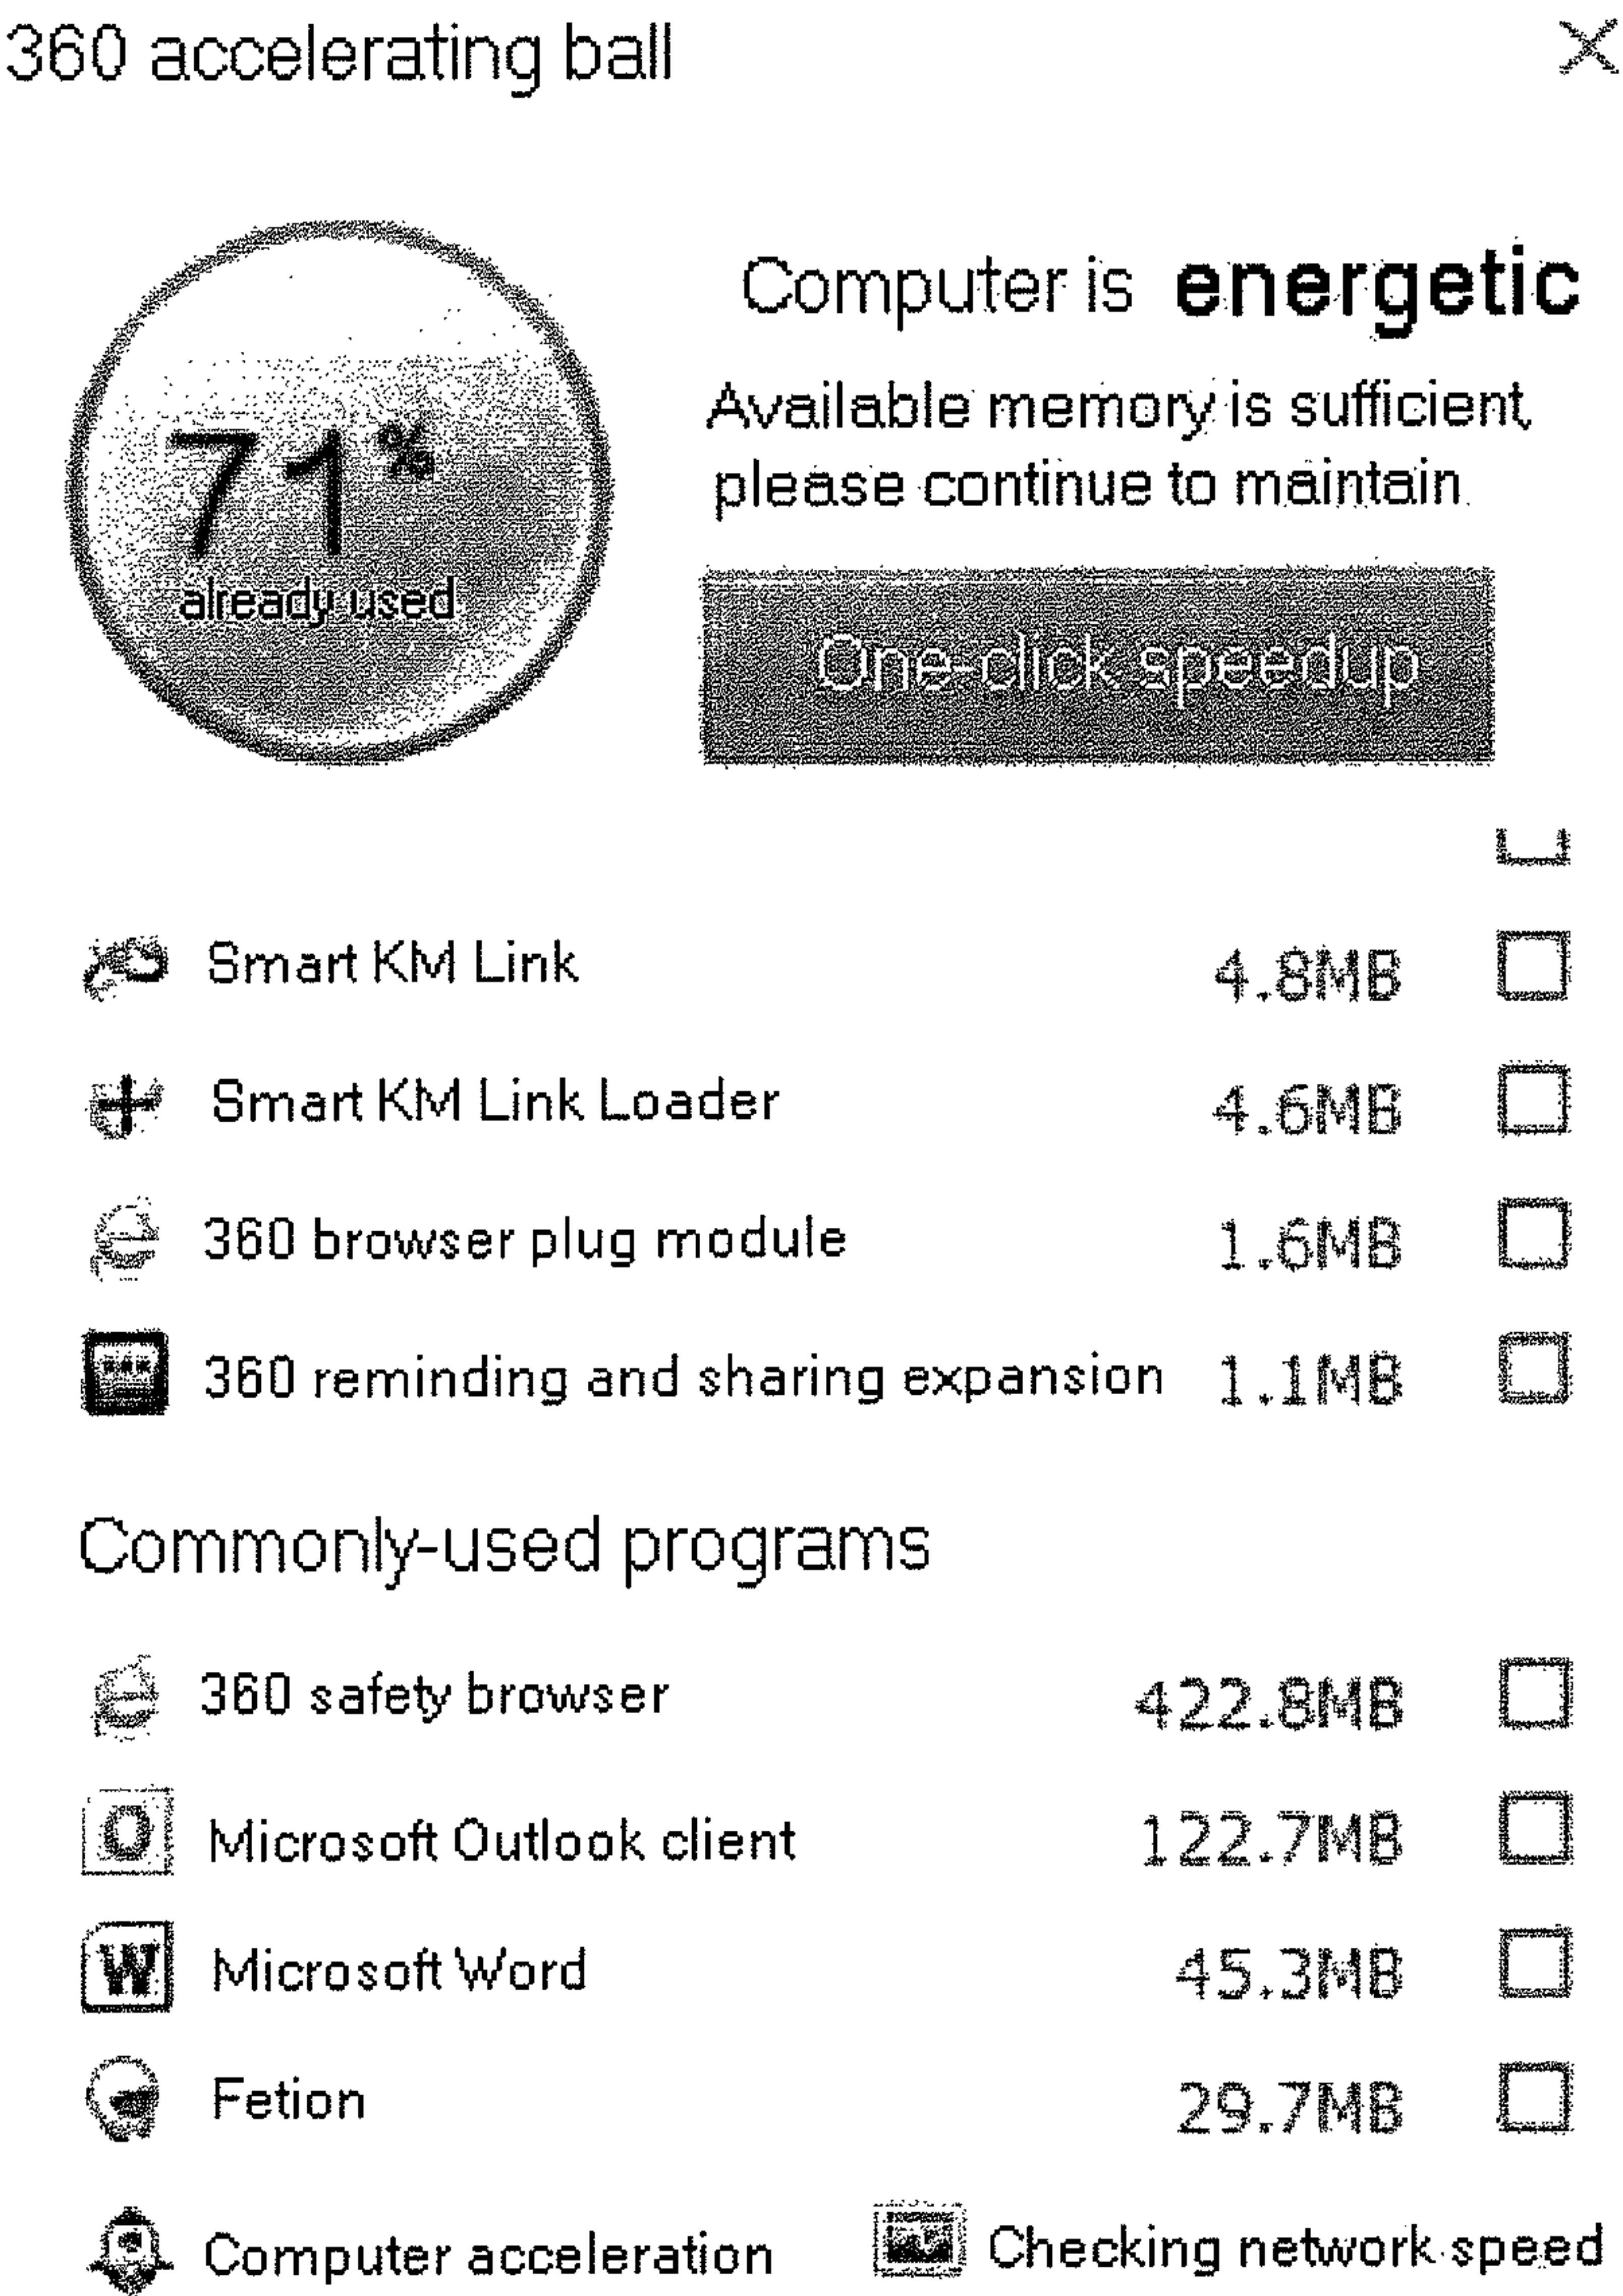 360 accelerating ball
Computer is energetic
Available memory is sufficient,
please continue to maintain.
71%
already used
One-click speedup
Smart KM Link 4.8MB
Smart KM Link Loader 4.6MB
360 browser plug module 1.6MB
360 reminding and sharing expansion 1.1MB
Commonly-used programs
360 safety browser 422.8MB
Microsoft Outlook client 122.7MB
Microsoft Word 45.3MB
Fetion 29.7MB
Computer acceleration Checking network speed